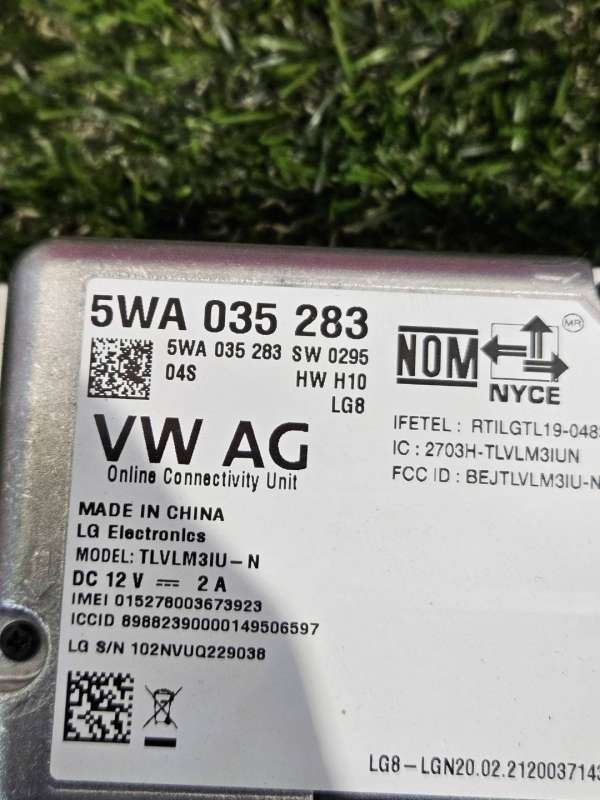 5WA 035 283
5WA 035 283 SW 0295
04S HW H10
LG8
NOM
NYCE
MR
VW AG
Online Connectivity Unit
IFETEL : RTILGTL19-048
IC : 2703H-TLVLM3IUN
FCC ID : BEJTLVLM3IU-N
MADE IN CHINA
LG Electronics
MODEL: TLVLM3IU-N
DC 12 V ⎓ 2 A
IMEI 015278003673923
ICCID 89882390000149506597
LG S/N 102NVUQ229038
LG8-LGN20.02.2120037143